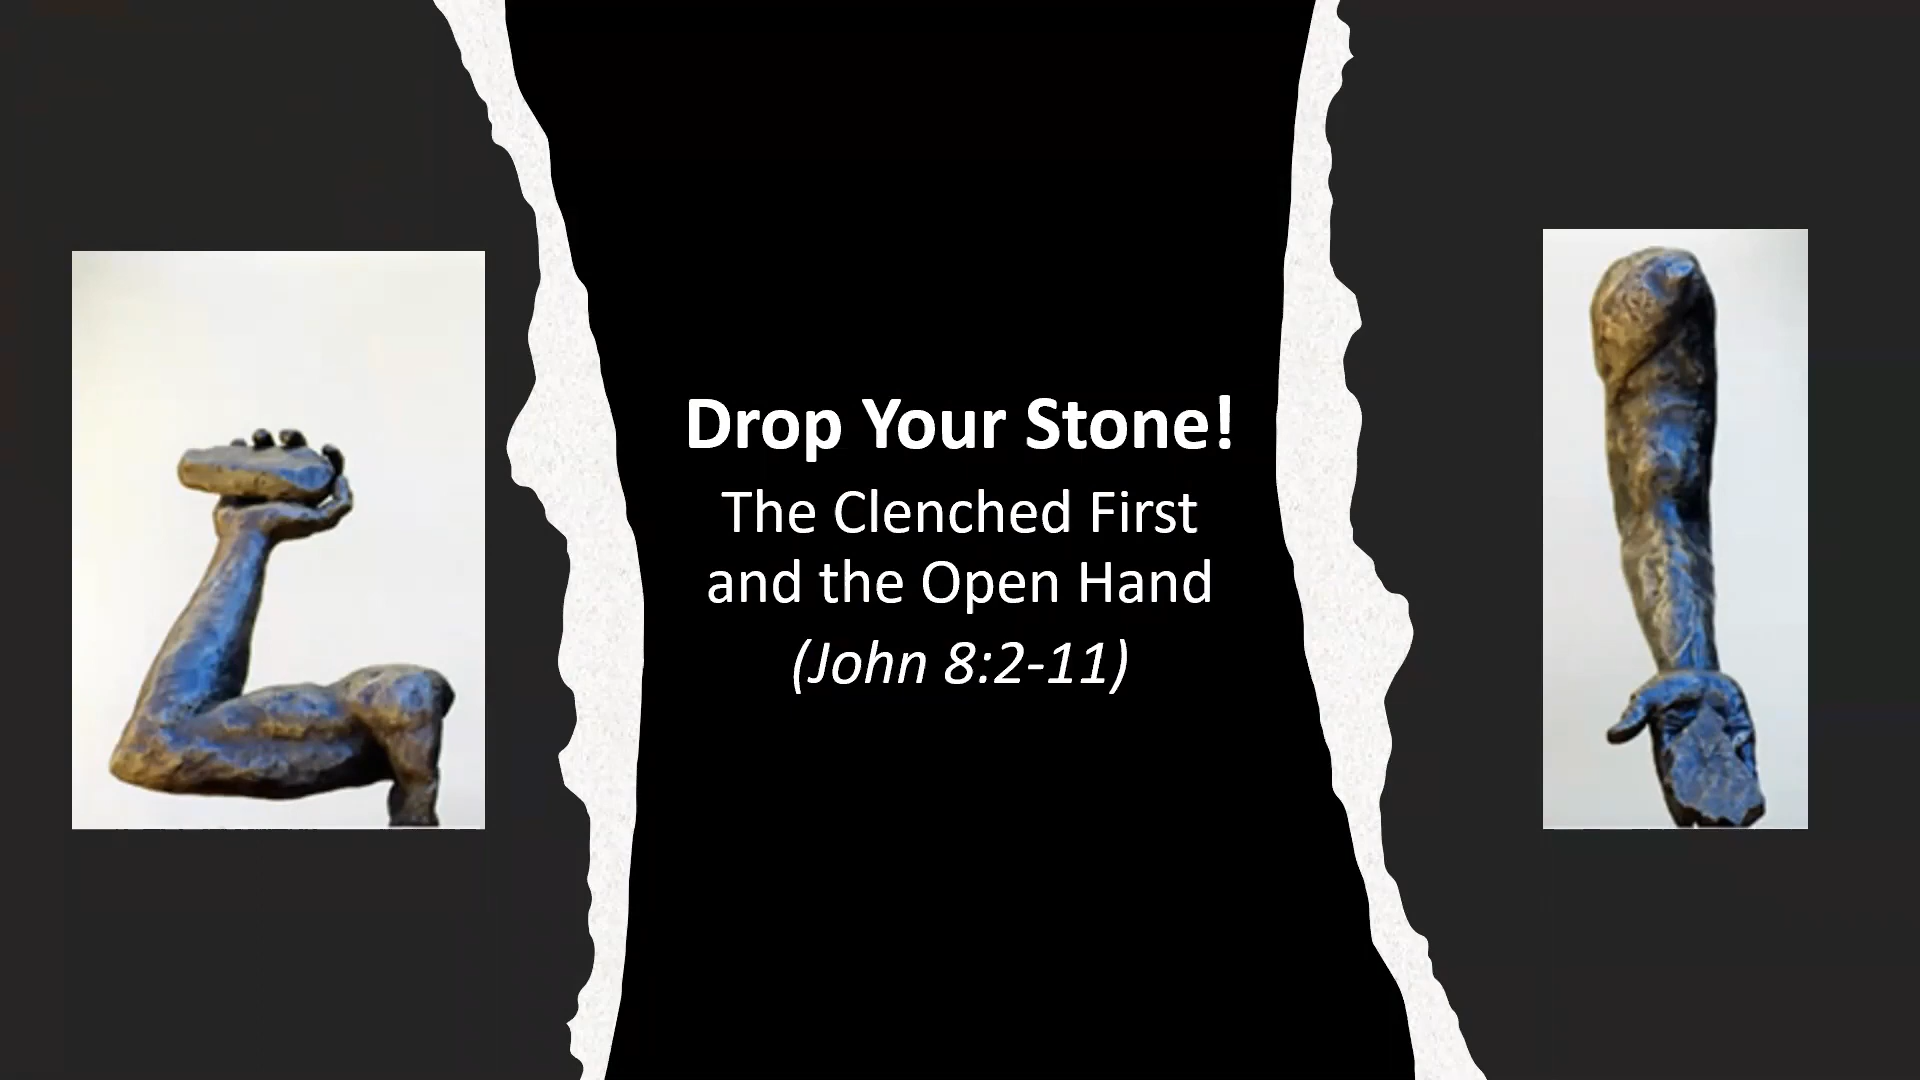 Drop Your Stone!
The Clenched First
and the Open Hand
(John 8:2-11)